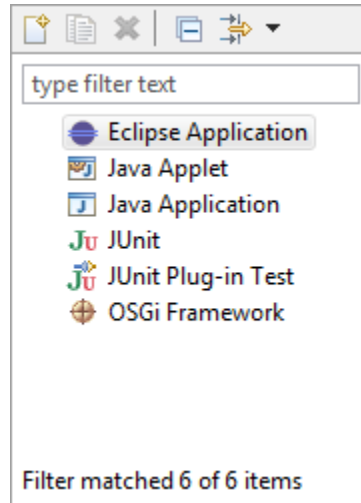 type filter text
Eclipse Application
Java Applet
Java Application
JUnit
JUnit Plug-in Test
OSGi Framework
Filter matched 6 of 6 items